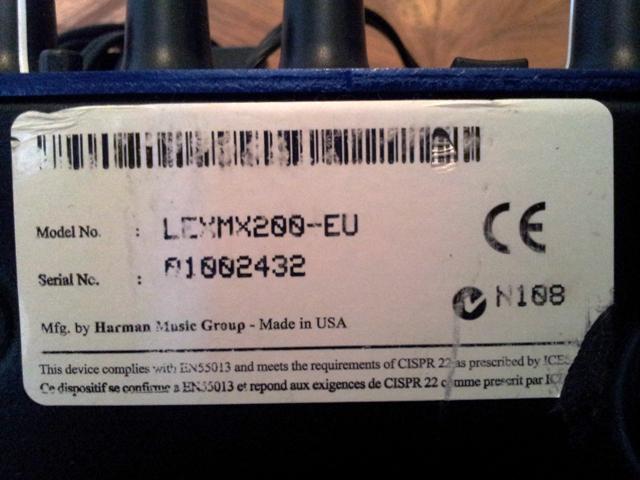 Model No. : LEXMX200-EU
Serial No. : 01002432
CE
N108
Mfg. by Harman Music Group - Made in USA
This device complies with EN55013 and meets the requirements of CISPR 22 as prescribed by ICES
Ce dispositif se confirme a EN55013 et repond aux exigences de CISPR 22 comme prescrit par ICE